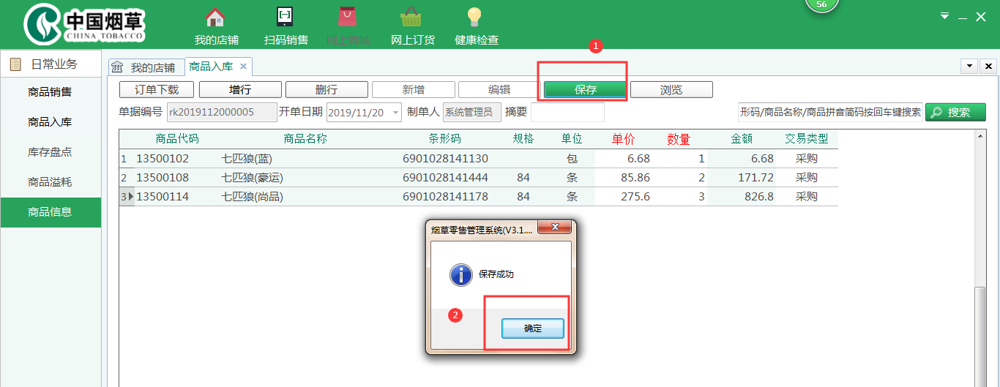 56
中国烟草
CHINA TOBACCO
我的店铺 扫码销售 网上商城 网上订货 健康检查
1
日常业务
商品销售
商品入库
库存盘点
商品溢耗
商品信息
我的店铺 商品入库
订单下载 增行 删行 新增 编辑 保存 浏览
单据编号 rk2019112000005 开单日期 2019/11/20 制单人 系统管理员 摘要 形码/商品名称/商品拼音简码按回车键搜索 搜索
商品代码 商品名称 条形码 规格 单位 单价 数量 金额 交易类型
1 13500102 七匹狼(蓝) 6901028141130 包 6.68 1 6.68 采购
2 13500108 七匹狼(豪运) 6901028141444 84 条 85.86 2 171.72 采购
3 13500114 七匹狼(尚品) 6901028141178 84 条 275.6 3 826.8 采购
烟草零售管理系统(V3.1....
保存成功
2
确定